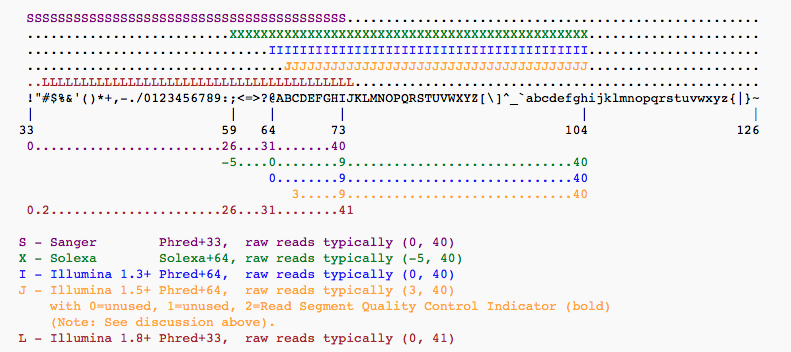 SSSSSSSSSSSSSSSSSSSSSSSSSSSSSSSSSSSSSSSSS.....................................................
..........................XXXXXXXXXXXXXXXXXXXXXXXXXXXXXXXXXXXXXXXXXXXXXX......................
...............................IIIIIIIIIIIIIIIIIIIIIIIIIIIIIIIIIIIIIIIII......................
.................................JJJJJJJJJJJJJJJJJJJJJJJJJJJJJJJJJJJJJJJ......................
..LLLLLLLLLLLLLLLLLLLLLLLLLLLLLLLLLLLLLLLL....................................................
!"#$%&'()*+,-./0123456789:;<=>?@ABCDEFGHIJKLMNOPQRSTUVWXYZ[\]^_`abcdefghijklmnopqrstuvwxyz{|}~
| | | | | |
33 59 64 73 104 126
0........................26...31.......40
-5....0........9.............................40
0........9.............................40
3.....9.............................40
0.2......................26...31........41
S - Sanger Phred+33, raw reads typically (0, 40)
X - Solexa Solexa+64, raw reads typically (-5, 40)
I - Illumina 1.3+ Phred+64, raw reads typically (0, 40)
J - Illumina 1.5+ Phred+64, raw reads typically (3, 40)
with 0=unused, 1=unused, 2=Read Segment Quality Control Indicator (bold)
(Note: See discussion above).
L - Illumina 1.8+ Phred+33, raw reads typically (0, 41)